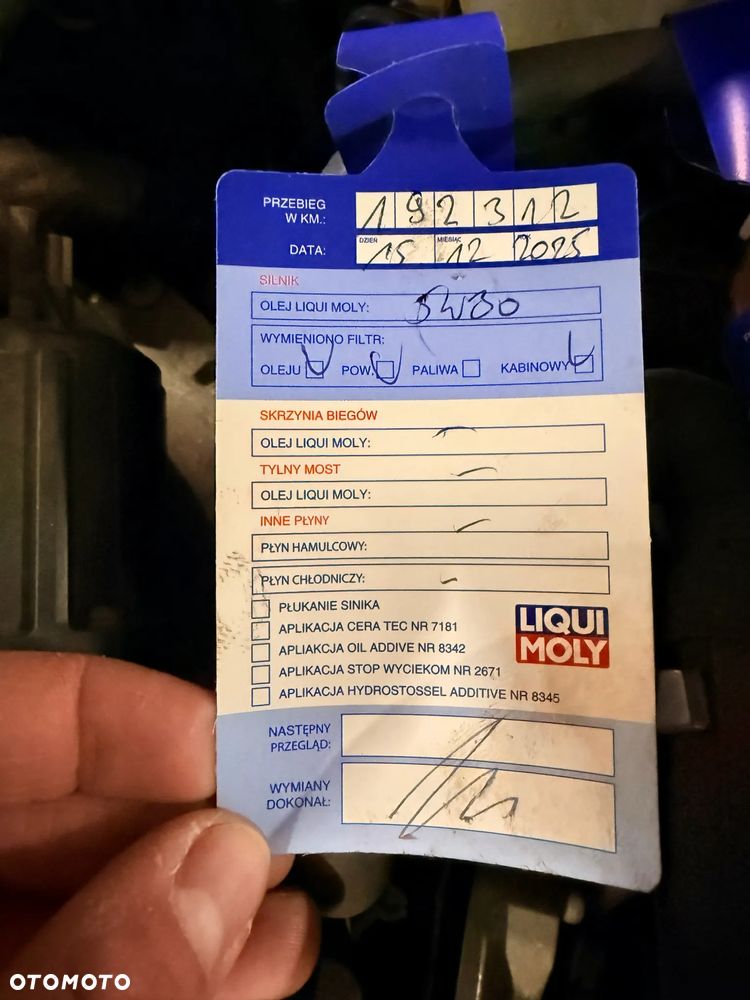 PRZEBIEG
W KM.: 192312
DZIEŃ MIESIĄC ROK
DATA: 15 12 2025
SILNIK
OLEJ LIQUI MOLY: 5W30
WYMIENIONO FILTR:
OLEJU POW. PALIWA KABINOWY
SKRZYNIA BIEGÓW
OLEJ LIQUI MOLY:
TYLNY MOST
OLEJ LIQUI MOLY:
INNE PŁYNY
PŁYN HAMULCOWY:
PŁYN CHŁODNICZY:
PŁUKANIE SINIKA
APLIKACJA CERA TEC NR 7181
APLIAKCJA OIL ADDIVE NR 8342
APLIKACJA STOP WYCIEKOM NR 2671
APLIKACJA HYDROSTOSSEL ADDITIVE NR 8345
LIQUI
MOLY
NASTĘPNY
PRZEGLĄD:
WYMIANY
DOKONAŁ:
OTOMOTO